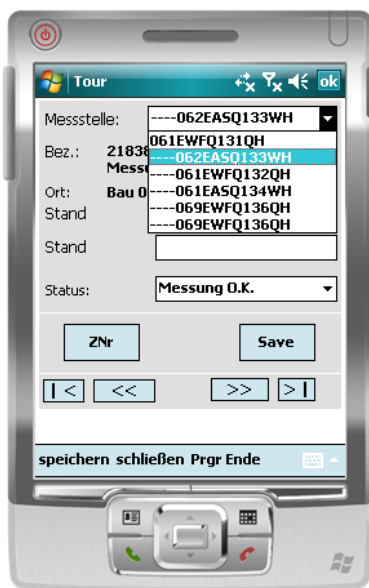 Tour ok
Messstelle: ----062EASQ133WH
061EWFQ131QH
Bez.: 21838 ----062EASQ133WH
Mess ----061EWFQ132QH
----061EASQ134WH
Ort: Bau 0 ----069EWFQ136QH
Stand ----069EWFQ136QH
Stand
Status: Messung O.K.
ZNr Save
|< << >> >|
speichern schließen Prgr Ende